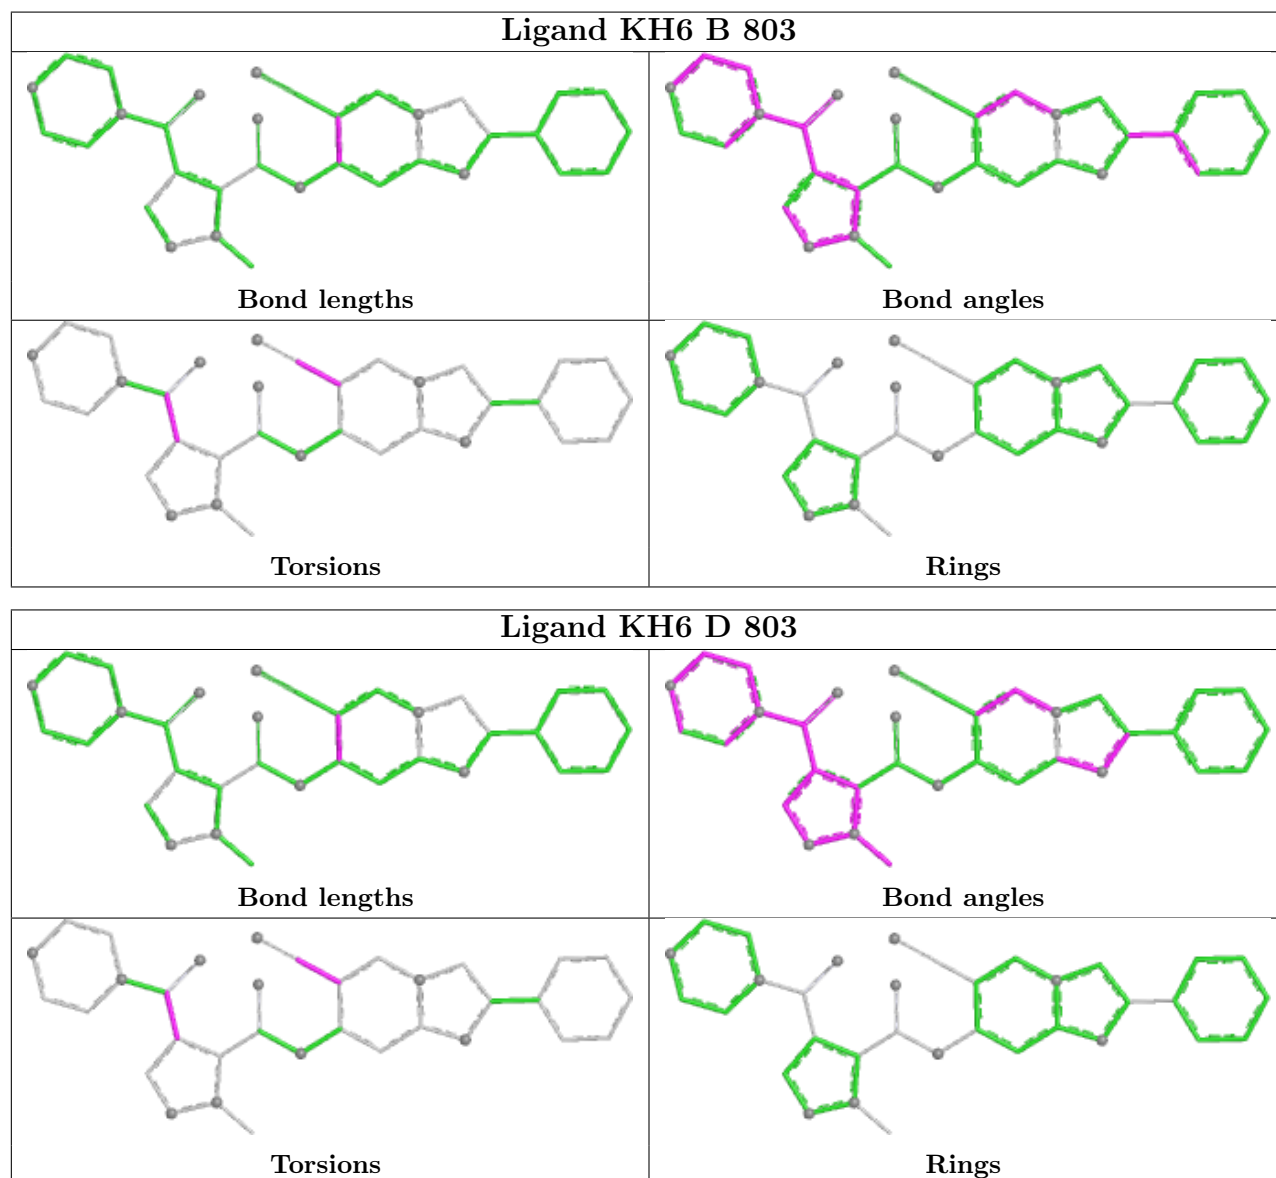 Ligand KH6 B 803
Bond lengths
Bond angles
Torsions
Rings
Ligand KH6 D 803
Bond lengths
Bond angles
Torsions
Rings